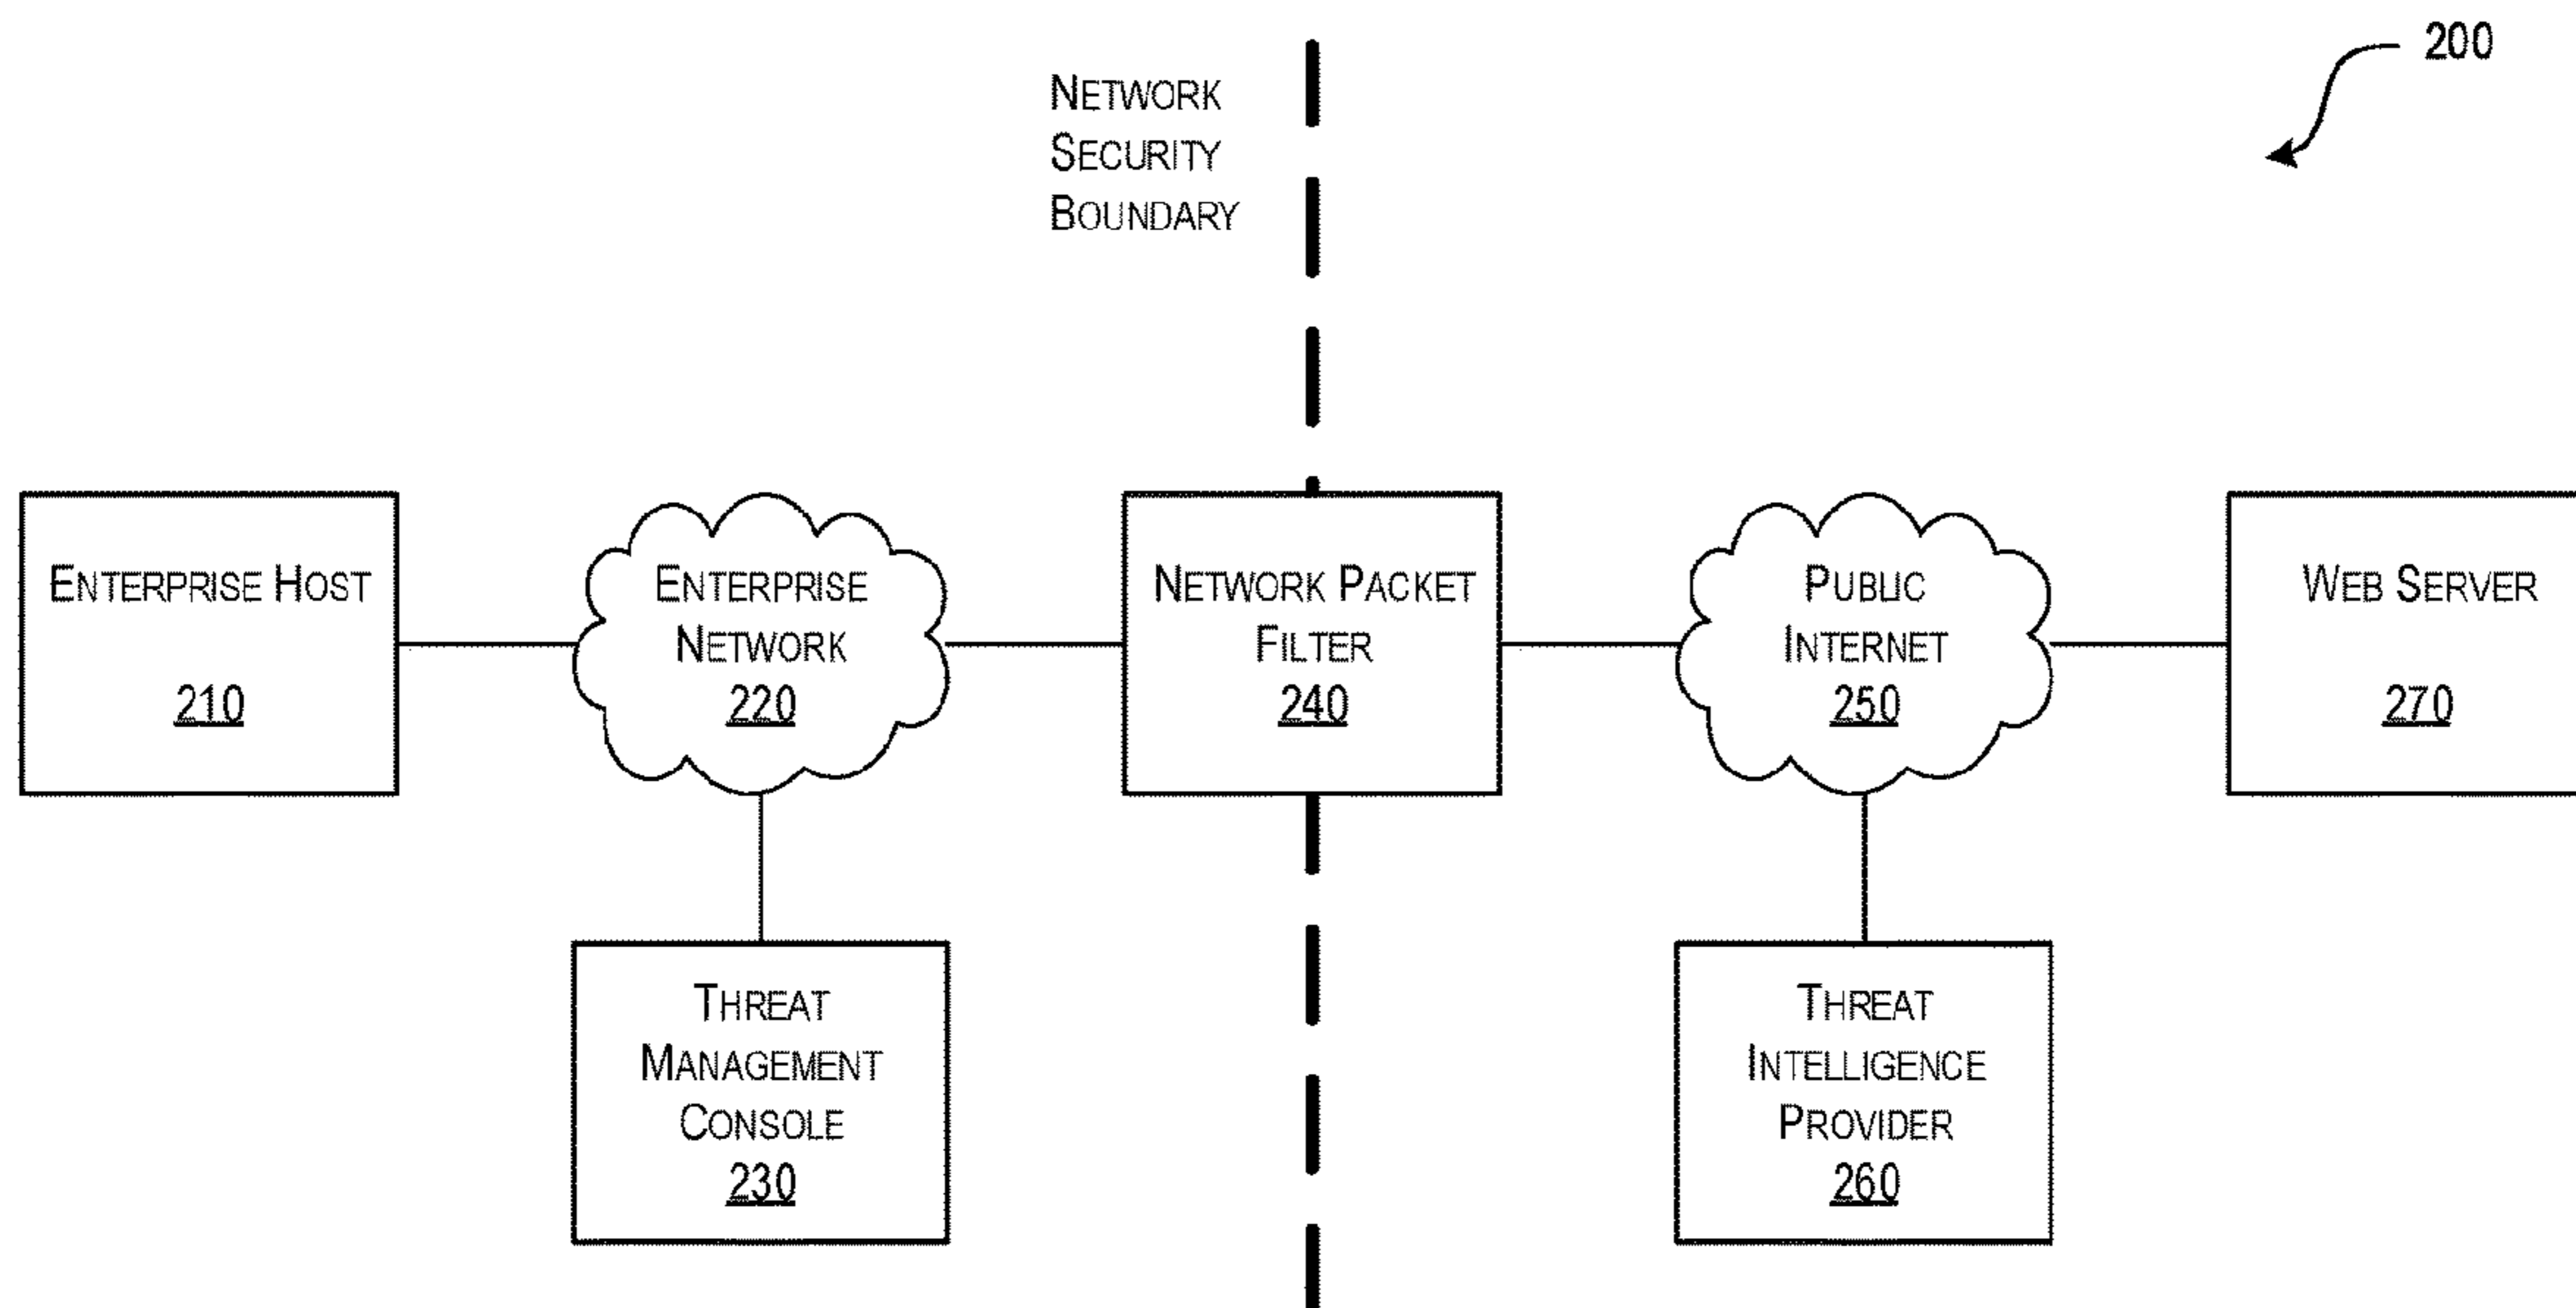 200
NETWORK
SECURITY
BOUNDARY
ENTERPRISE HOST
210
ENTERPRISE
NETWORK
220
NETWORK PACKET
FILTER
240
PUBLIC
INTERNET
250
WEB SERVER
270
THREAT
MANAGEMENT
CONSOLE
230
THREAT
INTELLIGENCE
PROVIDER
260